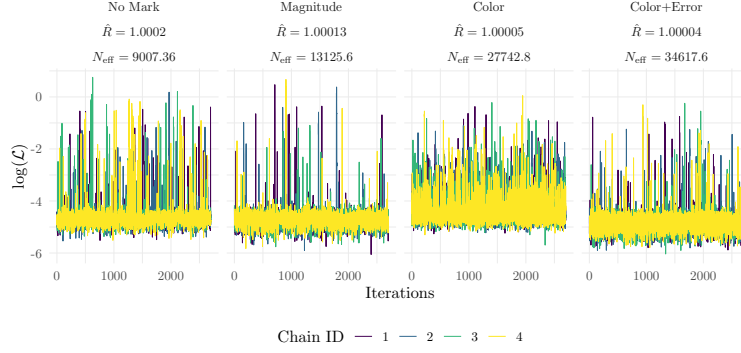 No Mark Magnitude Color Color+Error
R̂ = 1.0002 R̂ = 1.00013 R̂ = 1.00005 R̂ = 1.00004
N_eff = 9007.36 N_eff = 13125.6 N_eff = 27742.8 N_eff = 34617.6
log(ℒ)
0
-2
-4
-6
0 1000 2000 0 1000 2000 0 1000 2000 0 1000 2000
Iterations
Chain ID 1 2 3 4